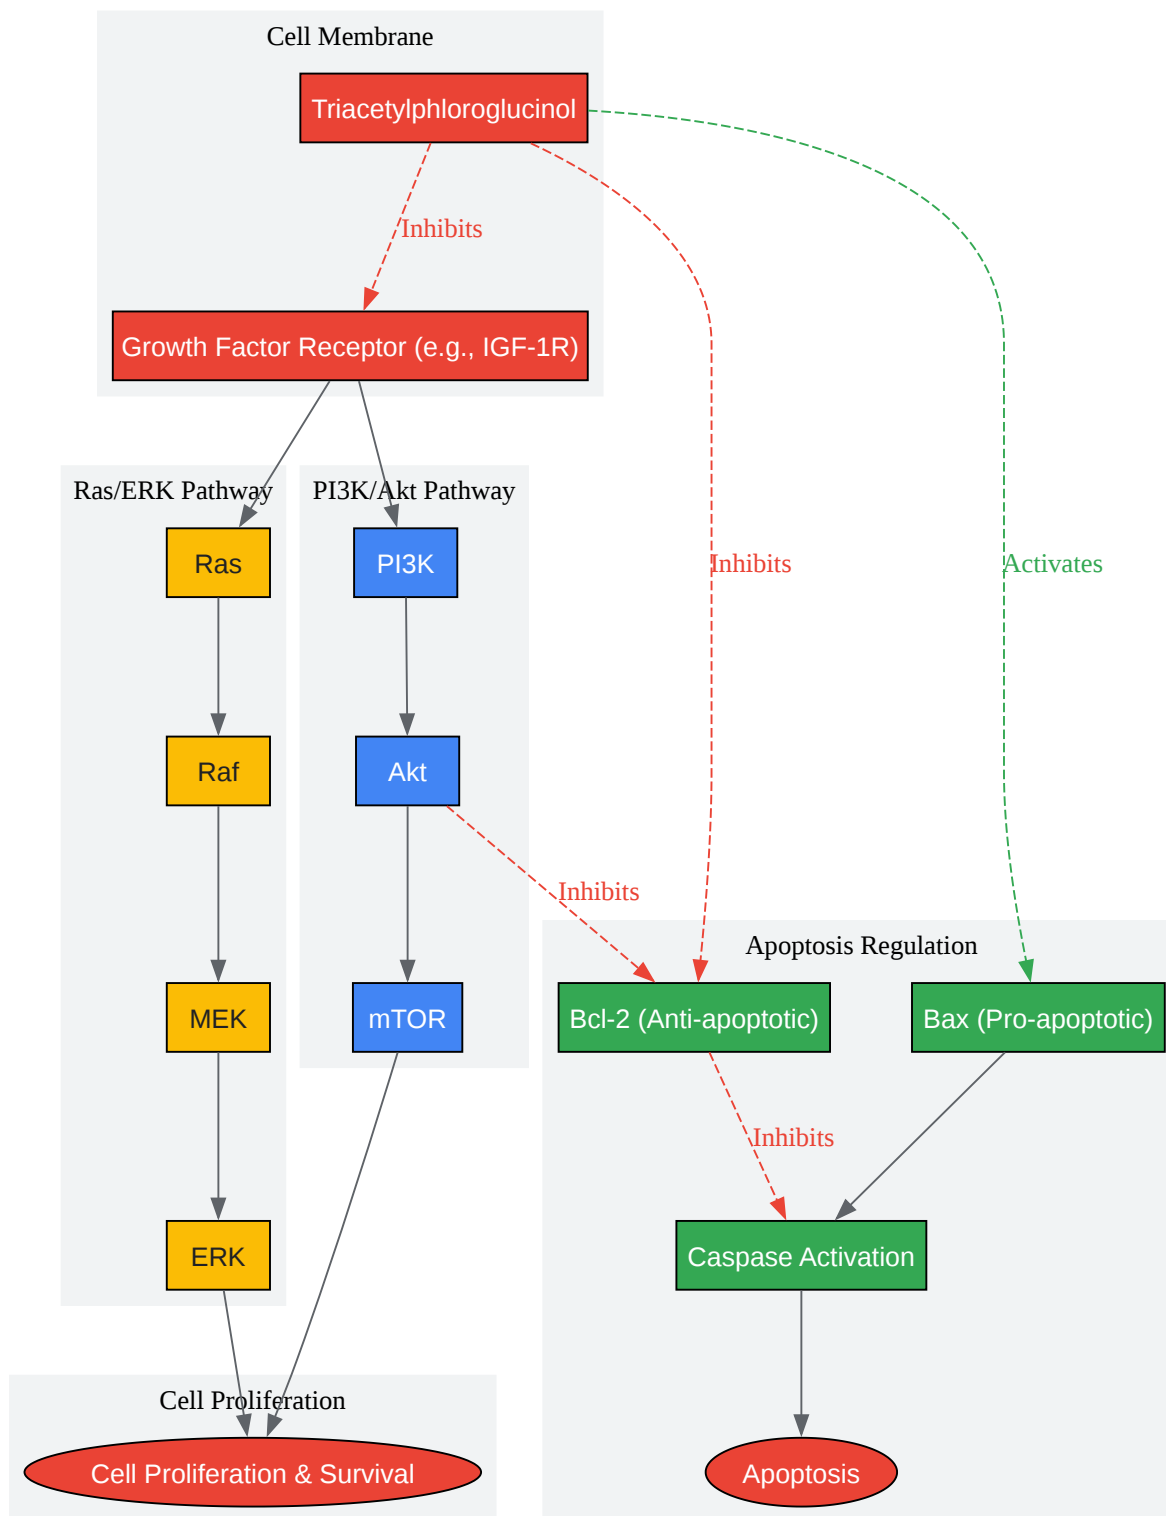 Cell Membrane
Triacetylphloroglucinol
Inhibits
Growth Factor Receptor (e.g., IGF-1R)
Ras/ERK Pathway
PI3K/Akt Pathway
Ras
PI3K
Inhibits
Activates
Raf
Akt
Inhibits
Apoptosis Regulation
MEK
mTOR
Bcl-2 (Anti-apoptotic)
Bax (Pro-apoptotic)
Inhibits
ERK
Caspase Activation
Cell Proliferation
Cell Proliferation & Survival
Apoptosis